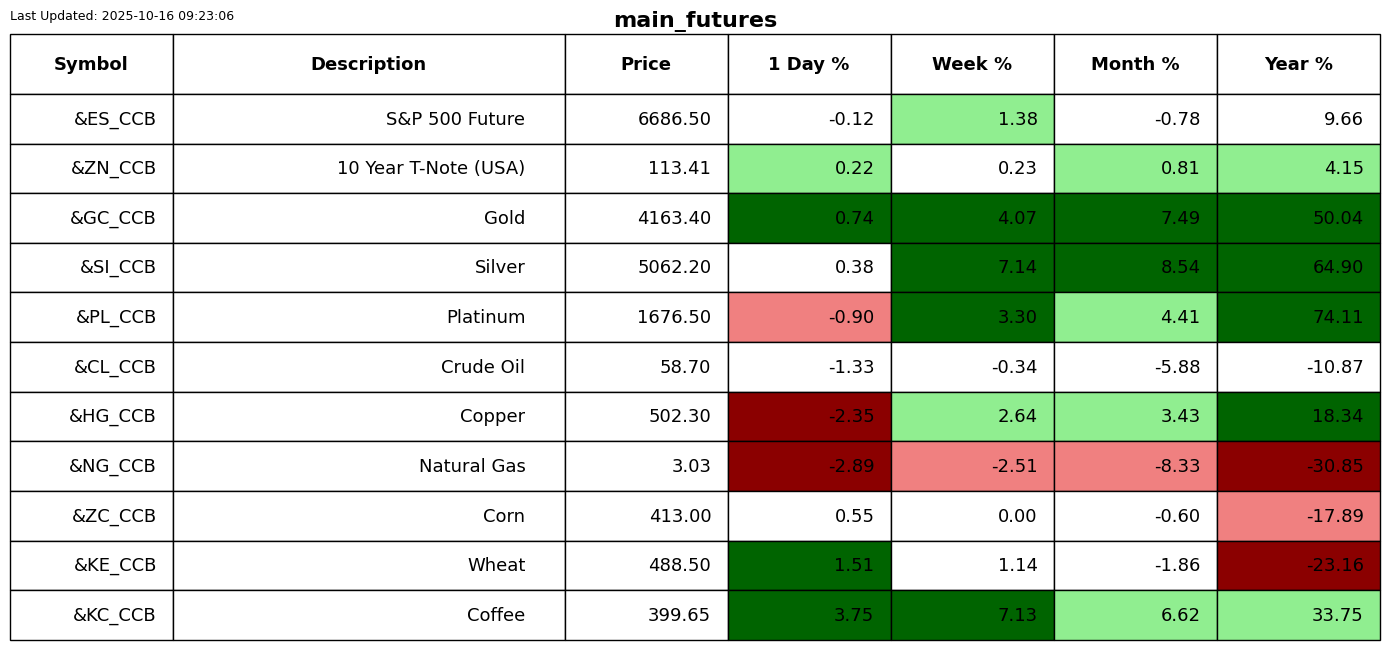 Last Updated: 2025-10-16 09:23:06
main_futures
Symbol Description Price 1 Day % Week % Month % Year %
&ES_CCB S&P 500 Future 6686.50 -0.12 1.38 -0.78 9.66
&ZN_CCB 10 Year T-Note (USA) 113.41 0.22 0.23 0.81 4.15
&GC_CCB Gold 4163.40 0.74 4.07 7.49 50.04
&SI_CCB Silver 5062.20 0.38 7.14 8.54 64.90
&PL_CCB Platinum 1676.50 -0.90 3.30 4.41 74.11
&CL_CCB Crude Oil 58.70 -1.33 -0.34 -5.88 -10.87
&HG_CCB Copper 502.30 -2.35 2.64 3.43 18.34
&NG_CCB Natural Gas 3.03 -2.89 -2.51 -8.33 -30.85
&ZC_CCB Corn 413.00 0.55 0.00 -0.60 -17.89
&KE_CCB Wheat 488.50 1.51 1.14 -1.86 -23.16
&KC_CCB Coffee 399.65 3.75 7.13 6.62 33.75